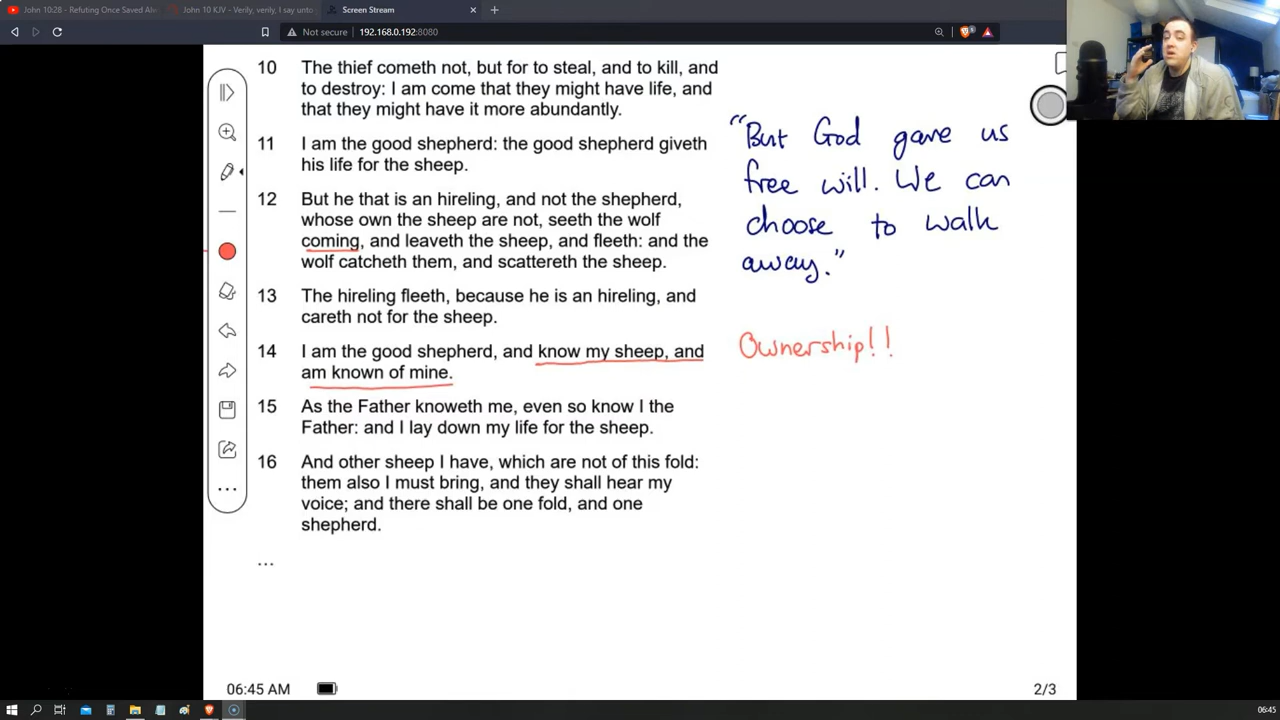 John 10:28 - Refuting Once Saved Alw
John 10 KJV - Verily, verily, I say unto
Screen Stream
Not secure
192.168.0.192:8080
10 The thief cometh not, but for to steal, and to kill, and
to destroy: I am come that they might have life, and
that they might have it more abundantly.
11 I am the good shepherd: the good shepherd giveth
his life for the sheep.
12 But he that is an hireling, and not the shepherd,
whose own the sheep are not, seeth the wolf
coming, and leaveth the sheep, and fleeth: and the
wolf catcheth them, and scattereth the sheep.
13 The hireling fleeth, because he is an hireling, and
careth not for the sheep.
14 I am the good shepherd, and know my sheep, and
am known of mine.
15 As the Father knoweth me, even so know I the
Father: and I lay down my life for the sheep.
16 And other sheep I have, which are not of this fold:
them also I must bring, and they shall hear my
voice; and there shall be one fold, and one
shepherd.
...
"But God gave us
free will. We can
choose to walk
away."
Ownership!!
06:45 AM
2/3
06:45